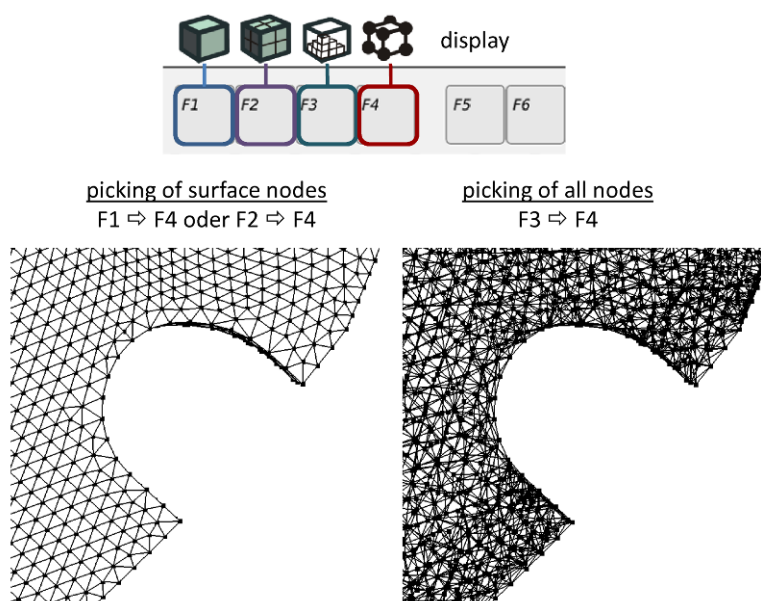 display
F1 F2 F3 F4 F5 F6
picking of surface nodes
F1 ⇨ F4 oder F2 ⇨ F4
picking of all nodes
F3 ⇨ F4